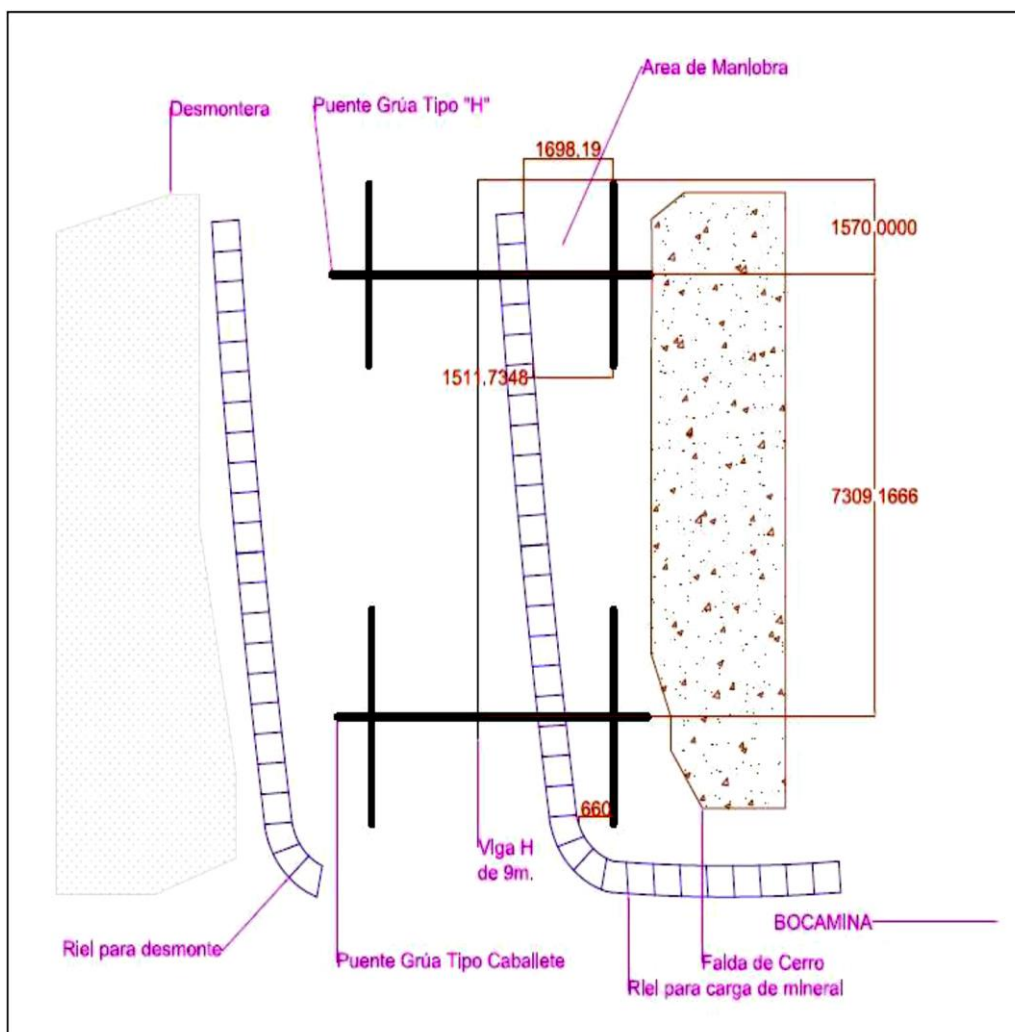 Area de Maniobra
Desmontera
Puente Grúa Tipo "H"
1698,19
1570,0000
1511,7348
7309,1666
660
Viga H
de 9m.
BOCAMINA
Riel para desmonte
Puente Grúa Tipo Caballete
Falda de Cerro
Riel para carga de mineral